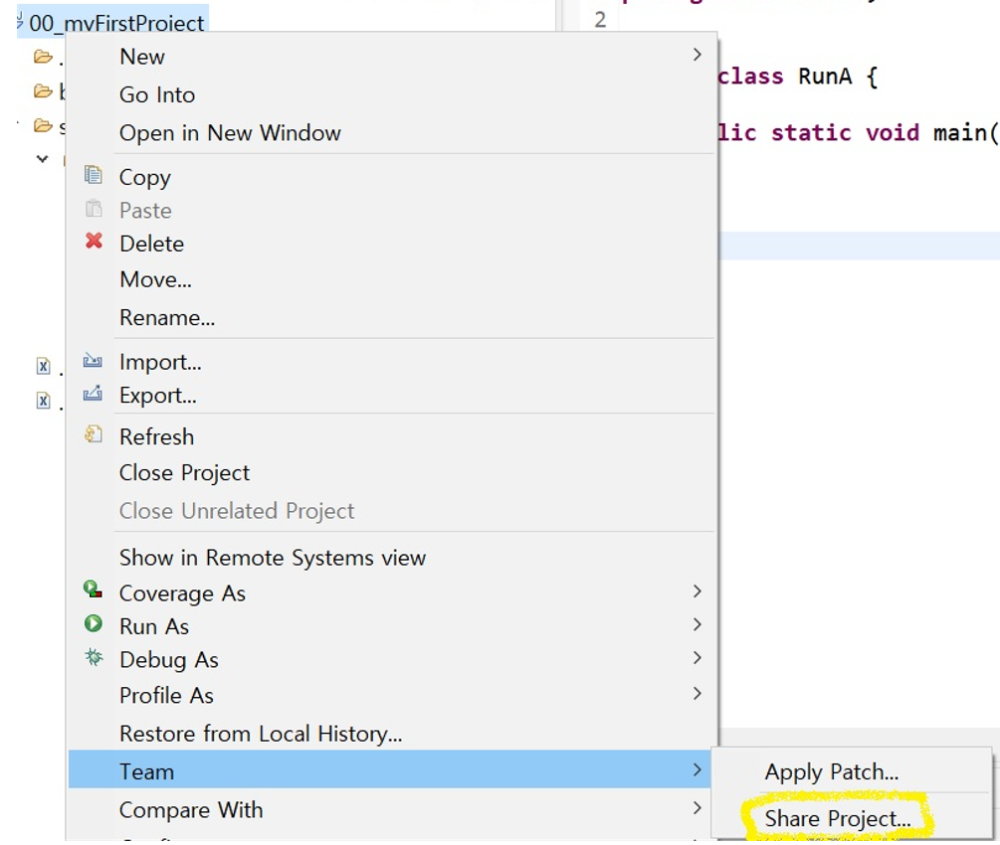 00_myFirstProject
2
New
Go Into
Open in New Window
class RunA {
lic static void main(
Copy
Paste
Delete
Move...
Rename...
Import...
Export...
Refresh
Close Project
Close Unrelated Project
Show in Remote Systems view
Coverage As
Run As
Debug As
Profile As
Restore from Local History...
Team
Compare With
Apply Patch...
Share Project...